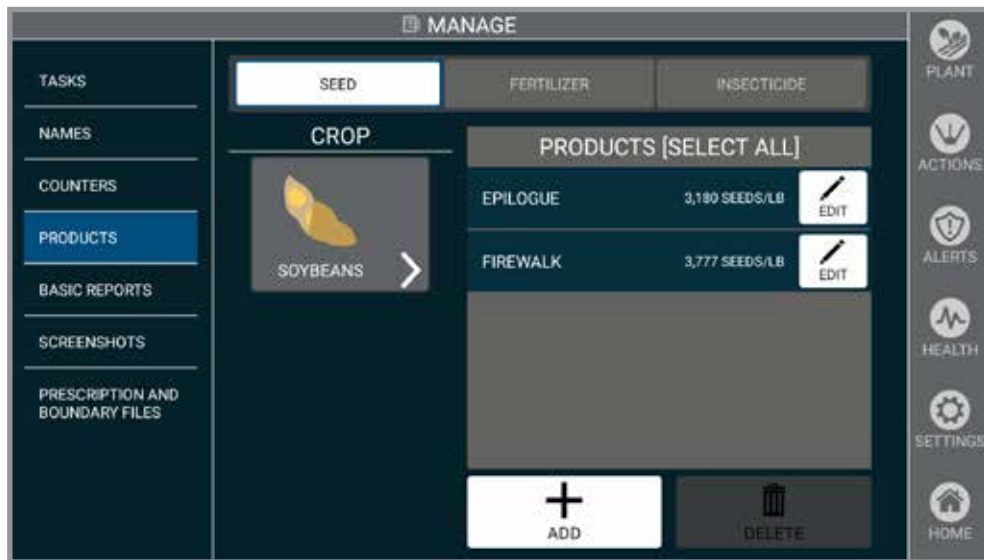 MANAGE
TASKS
NAMES
COUNTERS
PRODUCTS
BASIC REPORTS
SCREENSHOTS
PRESCRIPTION AND
BOUNDARY FILES
SEED
FERTILIZER
INSECTICIDE
CROP
SOYBEANS
PRODUCTS [SELECT ALL]
EPILOGUE 3,180 SEEDS/LB EDIT
FIREWALK 3,777 SEEDS/LB EDIT
ADD
DELETE
PLANT
ACTIONS
ALERTS
HEALTH
SETTINGS
HOME